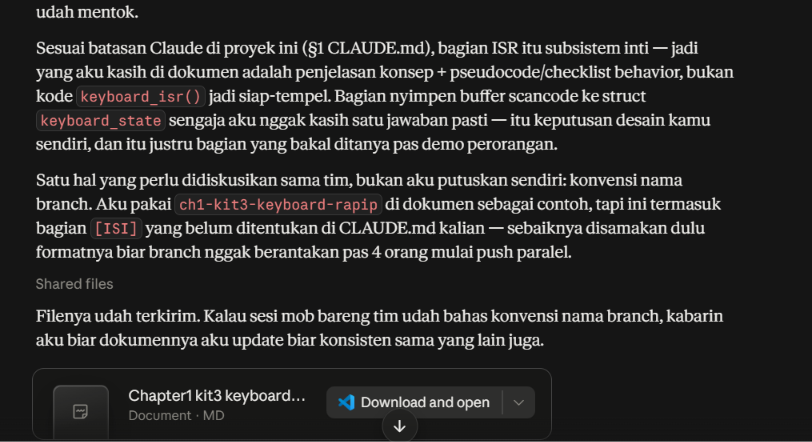 udah mentok.
Sesuai batasan Claude di proyek ini (§1 CLAUDE.md), bagian ISR itu subsistem inti — jadi
yang aku kasih di dokumen adalah penjelasan konsep + pseudocode/checklist behavior, bukan
kode keyboard_isr() jadi siap-tempel. Bagian nyimpen buffer scancode ke struct
keyboard_state sengaja aku nggak kasih satu jawaban pasti — itu keputusan desain kamu
sendiri, dan itu justru bagian yang bakal ditanya pas demo perorangan.
Satu hal yang perlu didiskusikan sama tim, bukan aku putuskan sendiri: konvensi nama
branch. Aku pakai ch1-kit3-keyboard-rapip di dokumen sebagai contoh, tapi ini termasuk
bagian [ISI] yang belum ditentukan di CLAUDE.md kalian — sebaiknya disamakan dulu
formatnya biar branch nggak berantakan pas 4 orang mulai push paralel.
Shared files
Filenya udah terkirim. Kalau sesi mob bareng tim udah bahas konvensi nama branch, kabarin
aku biar dokumennya aku update biar konsisten sama yang lain juga.
Chapter1 kit3 keyboard...
Document · MD
Download and open